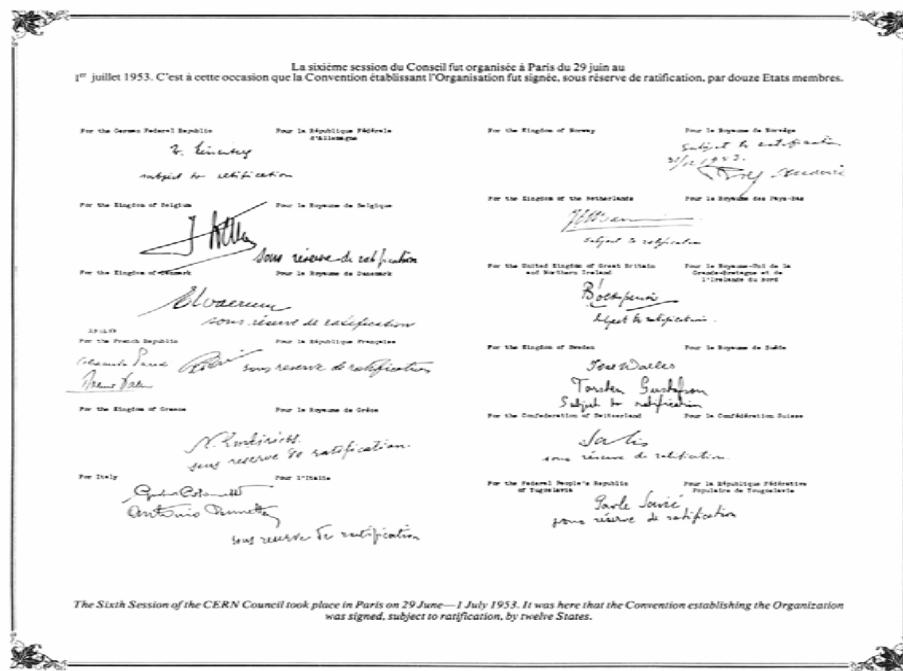 La sixième session du Conseil fut organisée à Paris du 29 juin au
1er juillet 1953. C'est à cette occasion que la Convention établissant l'Organisation fut signée, sous réserve de ratification, par douze Etats membres.
For the German Federal Republic
Pour la République Fédérale
d'Allemagne
subject to ratification
For the Kingdom of Belgium
Pour le Royaume de Belgique
sous réserve de ratification
For the Kingdom of Denmark
Pour le Royaume de Danemark
sous réserve de ratification
For the French Republic
Pour la République Française
sous reserve de ratification
For the Kingdom of Greece
Pour le Royaume de Grèce
sous reserve de ratification.
For Italy
Pour l'Italie
Antonio
sous reserve de ratification
For the Kingdom of Norway
Pour le Royaume de Norvège
Subject to ratification
For the Kingdom of the Netherlands
Pour le Royaume des Pays-Bas
subject to ratification
For the United Kingdom of Great Britain
and Northern Ireland
Pour le Royaume-Uni de la
Grande-Bretagne et de
l'Irelande du Nord
subject to ratification.
For the Kingdom of Sweden
Pour le Royaume de Suède
Torsten Gustafson
Subject to ratification
For the Confederation of Switzerland
Pour la Confédération Suisse
sous réserve de ratification.
For the Federal People's Republic
of Yugoslavia
Pour la République Fédérative
Populaire de Yougoslavie
Pavle Savić
sous réserve de ratification
The Sixth Session of the CERN Council took place in Paris on 29 June—1 July 1953. It was here that the Convention establishing the Organization
was signed, subject to ratification, by twelve States.